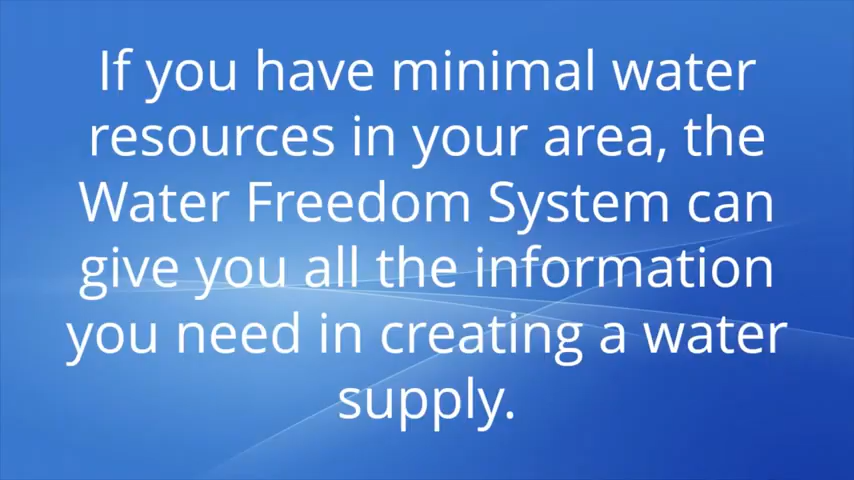 If you have minimal water
resources in your area, the
Water Freedom System can
give you all the information
you need in creating a water
supply.